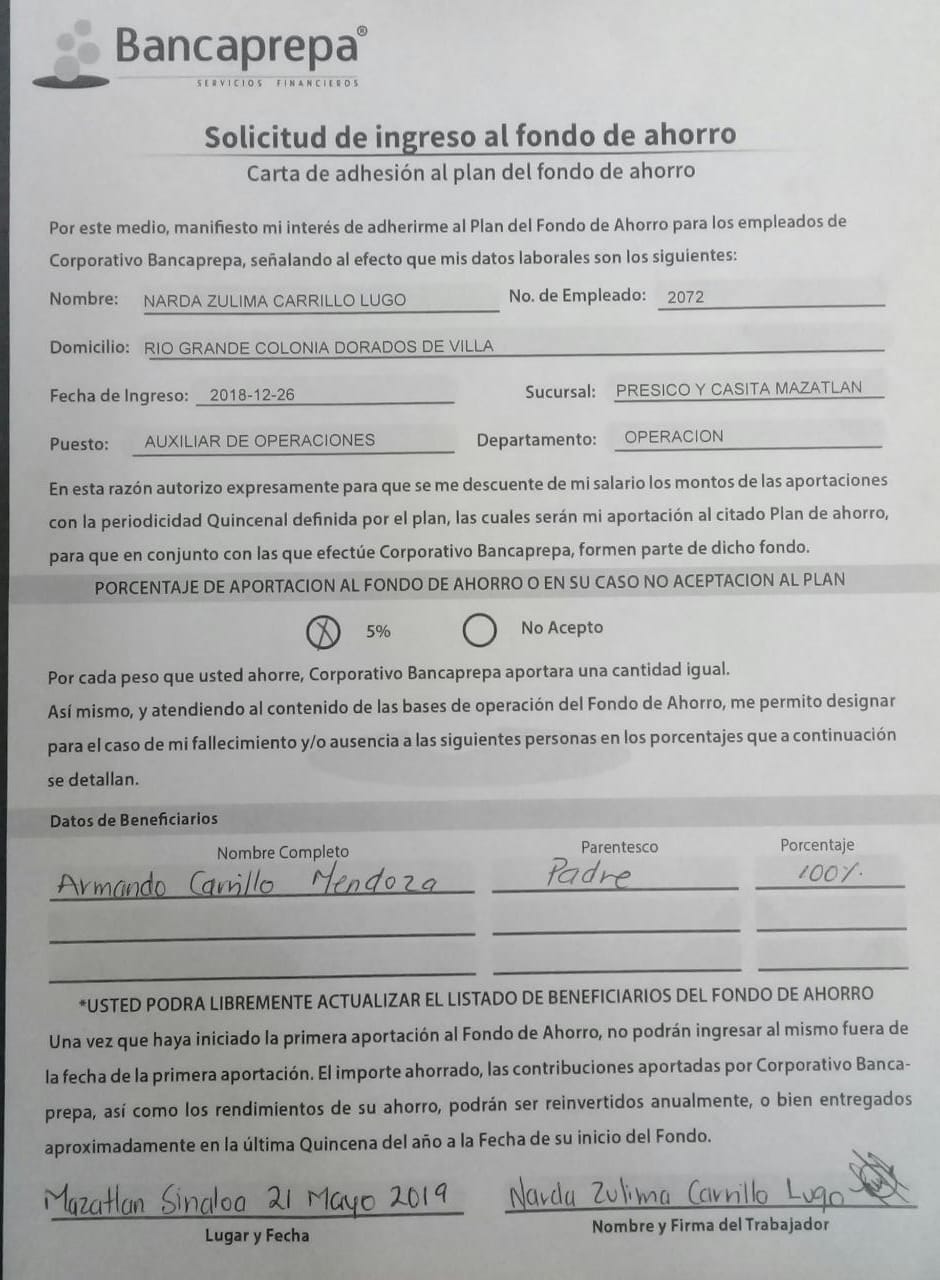 Bancaprepa®
SERVICIOS FINANCIEROS
Solicitud de ingreso al fondo de ahorro
Carta de adhesión al plan del fondo de ahorro
Por este medio, manifiesto mi interés de adherirme al Plan del Fondo de Ahorro para los empleados de
Corporativo Bancaprepa, señalando al efecto que mis datos laborales son los siguientes:
Nombre: NARDA ZULIMA CARRILLO LUGO No. de Empleado: 2072
Domicilio: RIO GRANDE COLONIA DORADOS DE VILLA
Fecha de Ingreso: 2018-12-26 Sucursal: PRESICO Y CASITA MAZATLAN
Puesto: AUXILIAR DE OPERACIONES Departamento: OPERACION
En esta razón autorizo expresamente para que se me descuente de mi salario los montos de las aportaciones
con la periodicidad Quincenal definida por el plan, las cuales serán mi aportación al citado Plan de ahorro,
para que en conjunto con las que efectúe Corporativo Bancaprepa, formen parte de dicho fondo.
PORCENTAJE DE APORTACION AL FONDO DE AHORRO O EN SU CASO NO ACEPTACION AL PLAN
X 5% No Acepto
Por cada peso que usted ahorre, Corporativo Bancaprepa aportara una cantidad igual.
Así mismo, y atendiendo al contenido de las bases de operación del Fondo de Ahorro, me permito designar
para el caso de mi fallecimiento y/o ausencia a las siguientes personas en los porcentajes que a continuación
se detallan.
Datos de Beneficiarios
Nombre Completo Parentesco Porcentaje
Armando Carrillo Mendoza Padre 100%
*USTED PODRA LIBREMENTE ACTUALIZAR EL LISTADO DE BENEFICIARIOS DEL FONDO DE AHORRO
Una vez que haya iniciado la primera aportación al Fondo de Ahorro, no podrán ingresar al mismo fuera de
la fecha de la primera aportación. El importe ahorrado, las contribuciones aportadas por Corporativo Banca-
prepa, así como los rendimientos de su ahorro, podrán ser reinvertidos anualmente, o bien entregados
aproximadamente en la última Quincena del año a la Fecha de su inicio del Fondo.
Mazatlan Sinaloa 21 Mayo 2019 Narda Zulima Carrillo Lugo
Lugar y Fecha Nombre y Firma del Trabajador